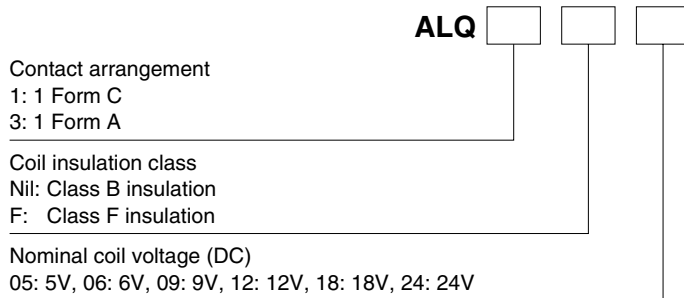 ALQ
Contact arrangement
1: 1 Form C
3: 1 Form A
Coil insulation class
Nil: Class B insulation
F: Class F insulation
Nominal coil voltage (DC)
05: 5V, 06: 6V, 09: 9V, 12: 12V, 18: 18V, 24: 24V